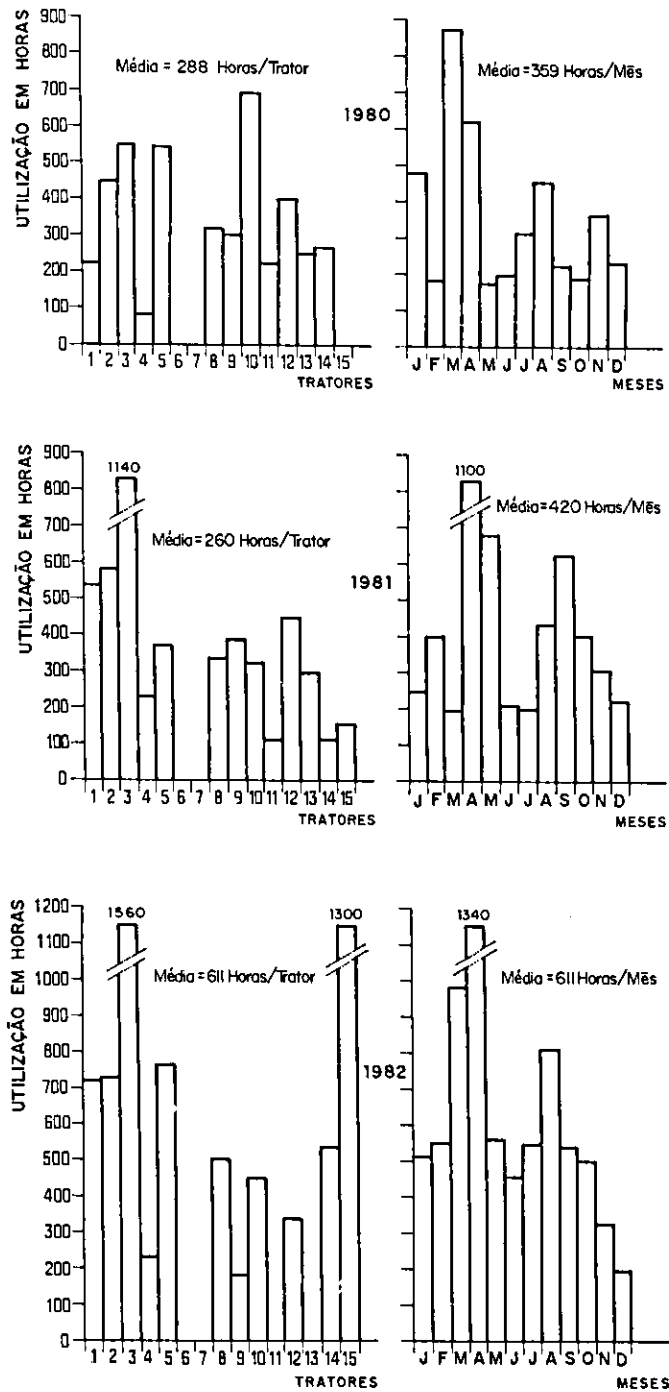 UTILIZAÇÃO EM HORAS
900
800
700
600
500
400
300
200
100
0
Média = 288 Horas/Trator
1 2 3 4 5 6 7 8 9 10 11 12 13 14 15
TRATORES
1980
Média = 359 Horas/Mês
J F M A M J J A S O N D
MESES
UTILIZAÇÃO EM HORAS
900
800
700
600
500
400
300
200
100
0
1140
Média = 260 Horas/Trator
1 2 3 4 5 6 7 8 9 10 11 12 13 14 15
TRATORES
1981
1100
Média = 420 Horas/Mês
J F M A M J J A S O N D
MESES
UTILIZAÇÃO EM HORAS
1200
1100
1000
900
800
700
600
500
400
300
200
100
0
1560
1300
Média = 611 Horas/Trator
1 2 3 4 5 6 7 8 9 10 11 12 13 14 15
TRATORES
1982
1340
Média = 611 Horas/Mês
J F M A M J J A S O N D
MESES